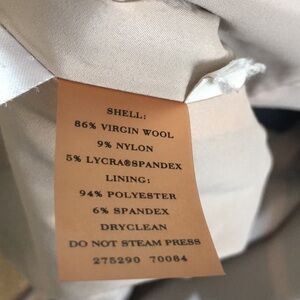 SHELL:
86% VIRGIN WOOL
9% NYLON
5% LYCRA®SPANDEX
LINING:
94% POLYESTER
6% SPANDEX
DRYCLEAN
DO NOT STEAM PRESS
275290 70084